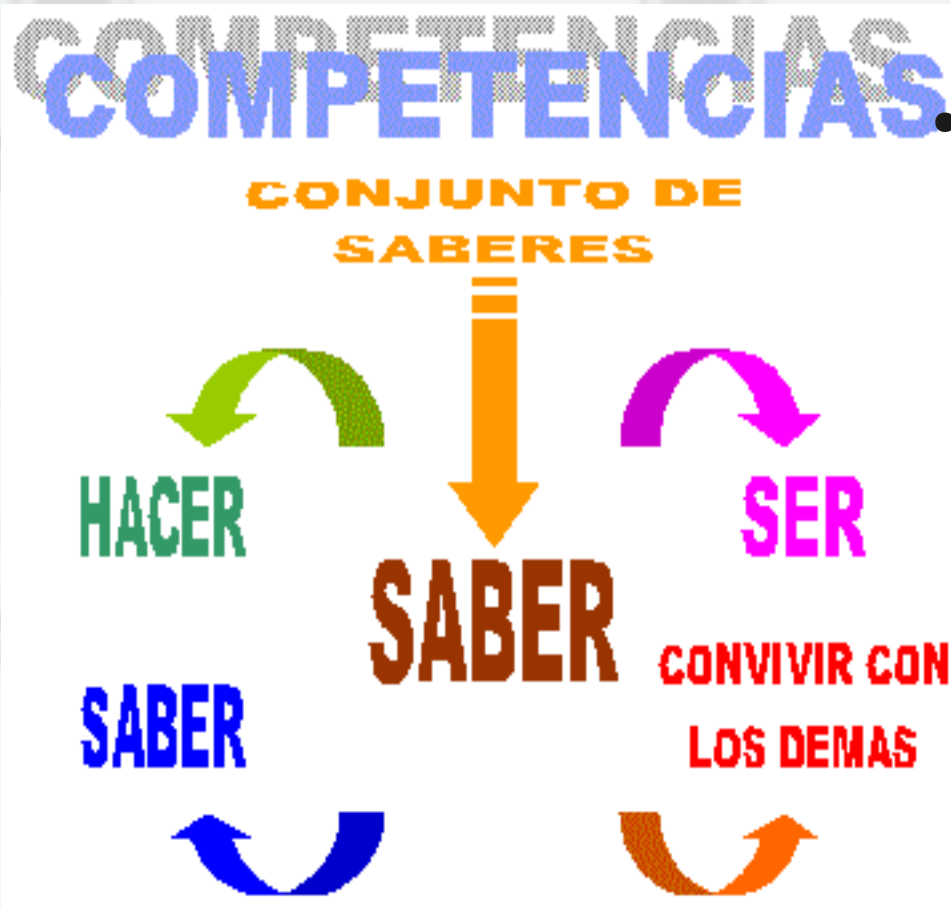 COMPETENCIAS.
CONJUNTO DE
SABERES
HACER
SER
SABER
CONVIVIR CON
LOS DEMAS
SABER